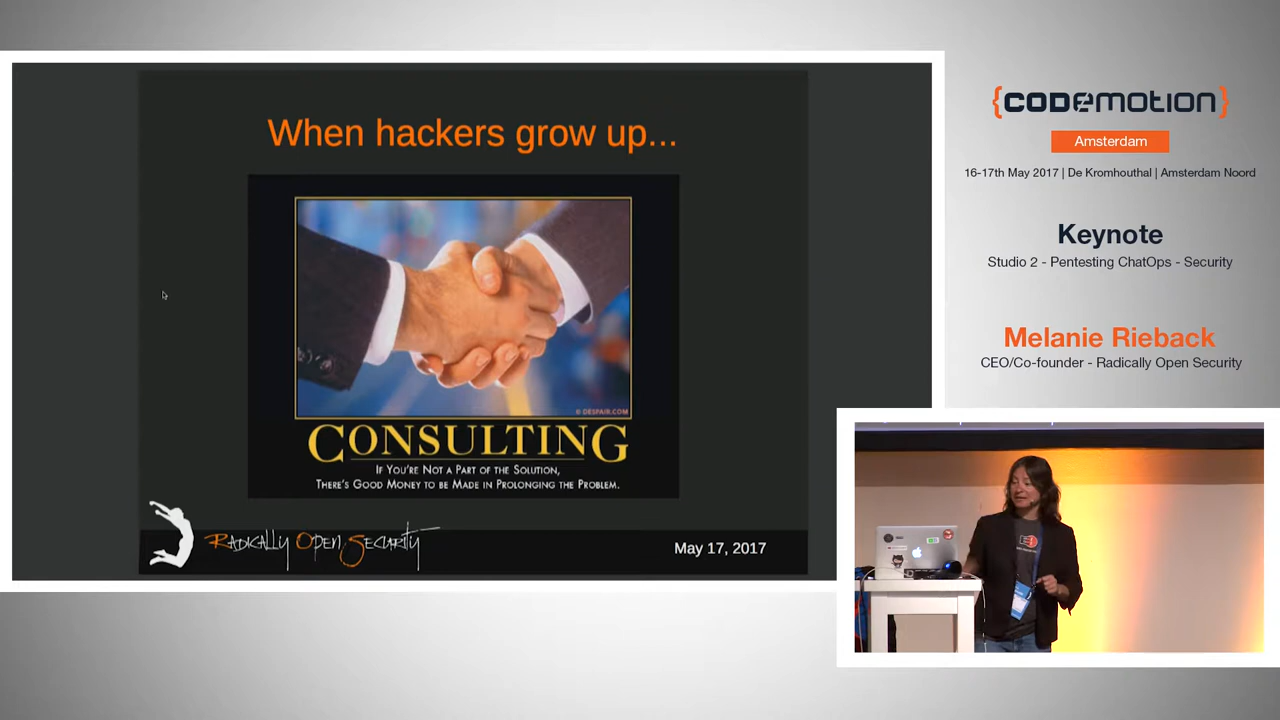 When hackers grow up...
© DESPAIR.COM
CONSULTING
IF YOU'RE NOT A PART OF THE SOLUTION,
THERE'S GOOD MONEY TO BE MADE IN PROLONGING THE PROBLEM.
RADICALLY OPEN SECURITY
May 17, 2017
{CODEMOTION}
Amsterdam
16-17th May 2017 | De Kromhouthal | Amsterdam Noord
Keynote
Studio 2 - Pentesting ChatOps - Security
Melanie Rieback
CEO/Co-founder - Radically Open Security